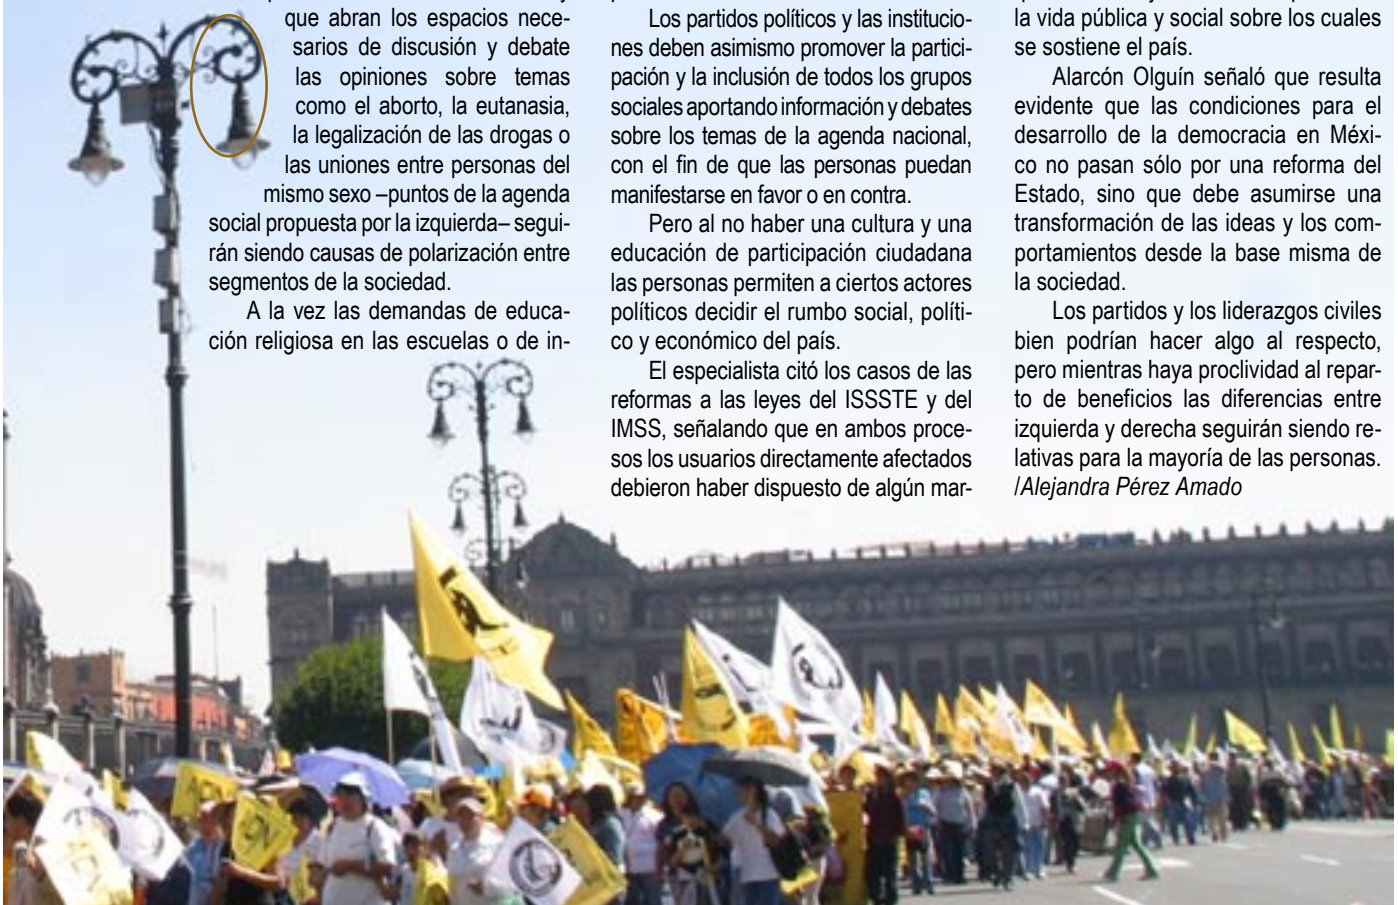 que abran los espacios nece-
sarios de discusión y debate
las opiniones sobre temas
como el aborto, la eutanasia,
la legalización de las drogas o
las uniones entre personas del
mismo sexo –puntos de la agenda
social propuesta por la izquierda– segui-
rán siendo causas de polarización entre
segmentos de la sociedad.
A la vez las demandas de educa-
ción religiosa en las escuelas o de in-
Los partidos políticos y las institucio-
nes deben asimismo promover la partici-
pación y la inclusión de todos los grupos
sociales aportando información y debates
sobre los temas de la agenda nacional,
con el fin de que las personas puedan
manifestarse en favor o en contra.
Pero al no haber una cultura y una
educación de participación ciudadana
las personas permiten a ciertos actores
políticos decidir el rumbo social, políti-
co y económico del país.
El especialista citó los casos de las
reformas a las leyes del ISSSTE y del
IMSS, señalando que en ambos proce-
sos los usuarios directamente afectados
debieron haber dispuesto de algún mar-
la vida pública y social sobre los cuales
se sostiene el país.
Alarcón Olguín señaló que resulta
evidente que las condiciones para el
desarrollo de la democracia en Méxi-
co no pasan sólo por una reforma del
Estado, sino que debe asumirse una
transformación de las ideas y los com-
portamientos desde la base misma de
la sociedad.
Los partidos y los liderazgos civiles
bien podrían hacer algo al respecto,
pero mientras haya proclividad al repar-
to de beneficios las diferencias entre
izquierda y derecha seguirán siendo re-
lativas para la mayoría de las personas.
/Alejandra Pérez Amado